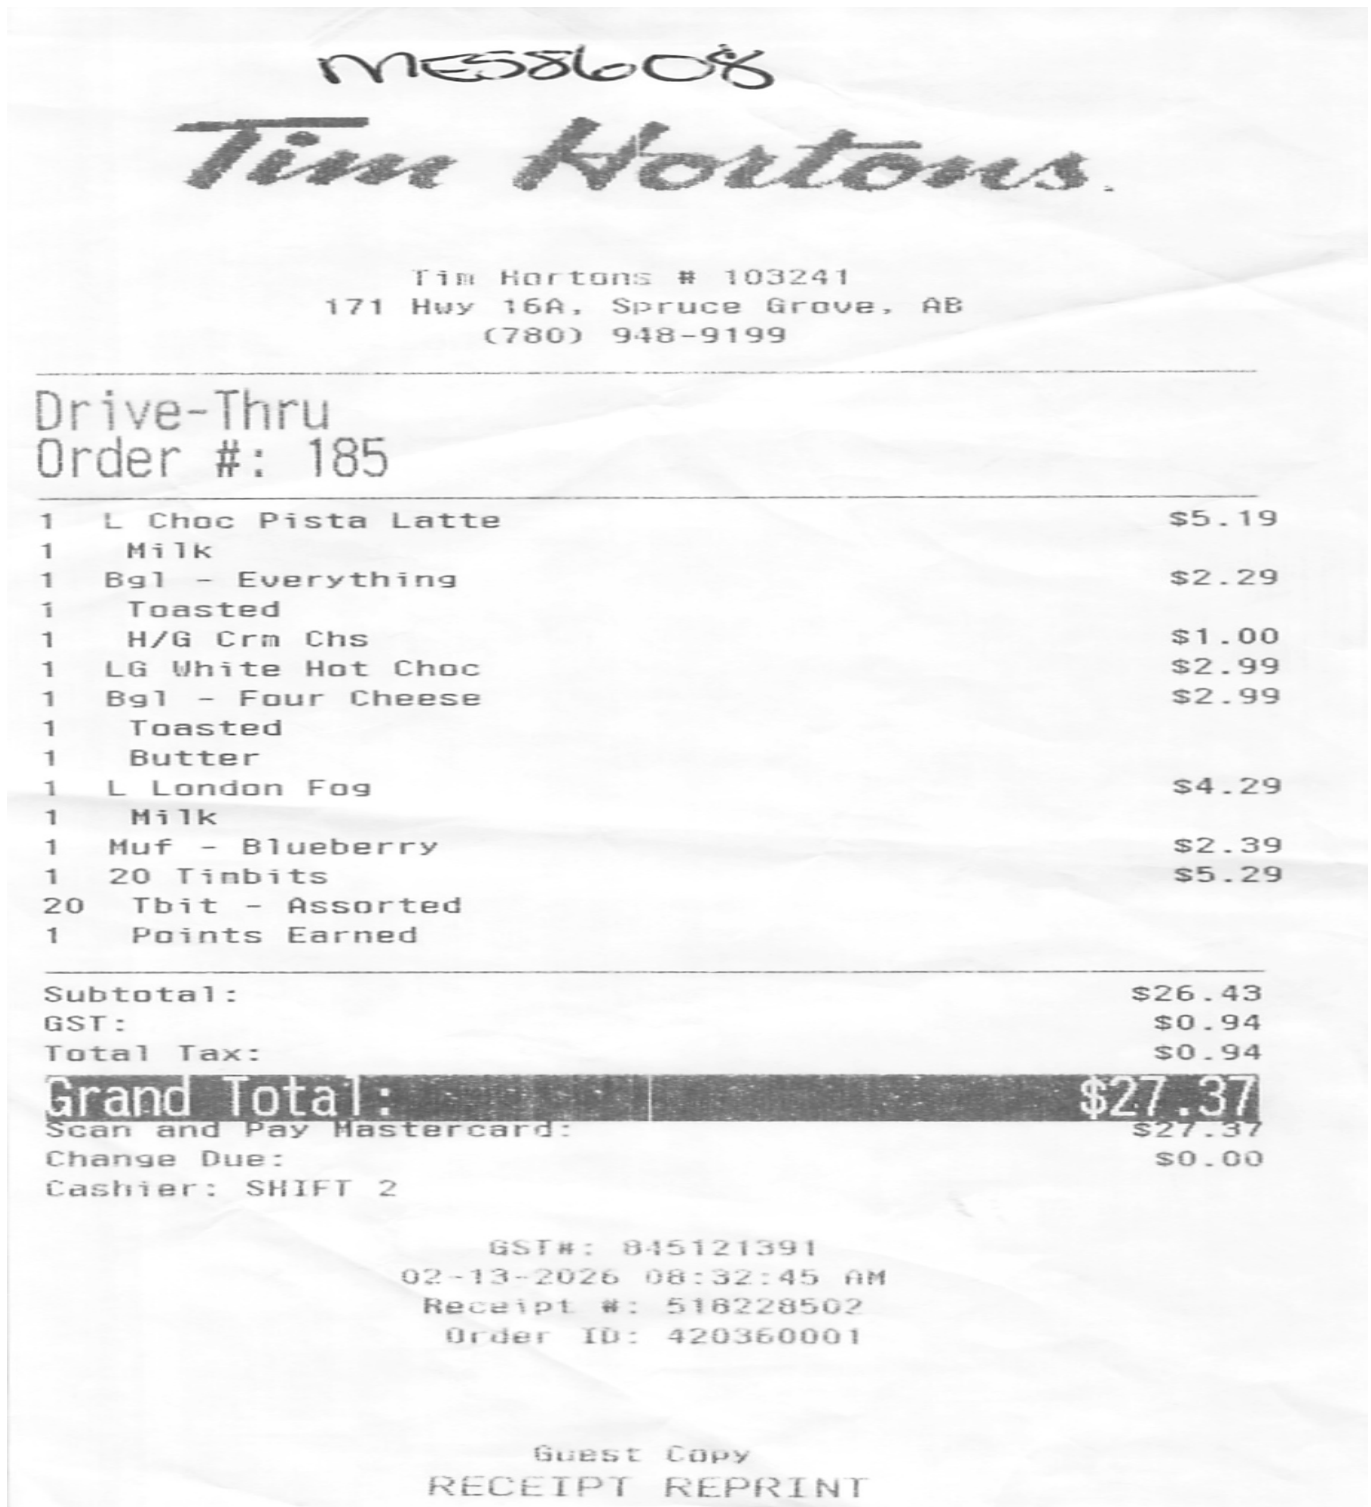 ME58608
Tim Hortons.
Tim Hortons # 103241
171 Hwy 16A, Spruce Grove, AB
(780) 948-9199
Drive-Thru
Order #: 185
1 L Choc Pista Latte $5.19
1 Milk
1 Bgl - Everything $2.29
1 Toasted
1 H/G Crm Chs $1.00
1 LG White Hot Choc $2.99
1 Bgl - Four Cheese $2.99
1 Toasted
1 Butter
1 L London Fog $4.29
1 Milk
1 Muf - Blueberry $2.39
1 20 Timbits $5.29
20 Tbit - Assorted
1 Points Earned
Subtotal: $26.43
GST: $0.94
Total Tax: $0.94
Grand Total: $27.37
Scan and Pay Mastercard: $27.37
Change Due: $0.00
Cashier: SHIFT 2
GST#: 845121391
02-13-2026 08:32:45 AM
Receipt #: 518228502
Order ID: 420360001
Guest Copy
RECEIPT REPRINT